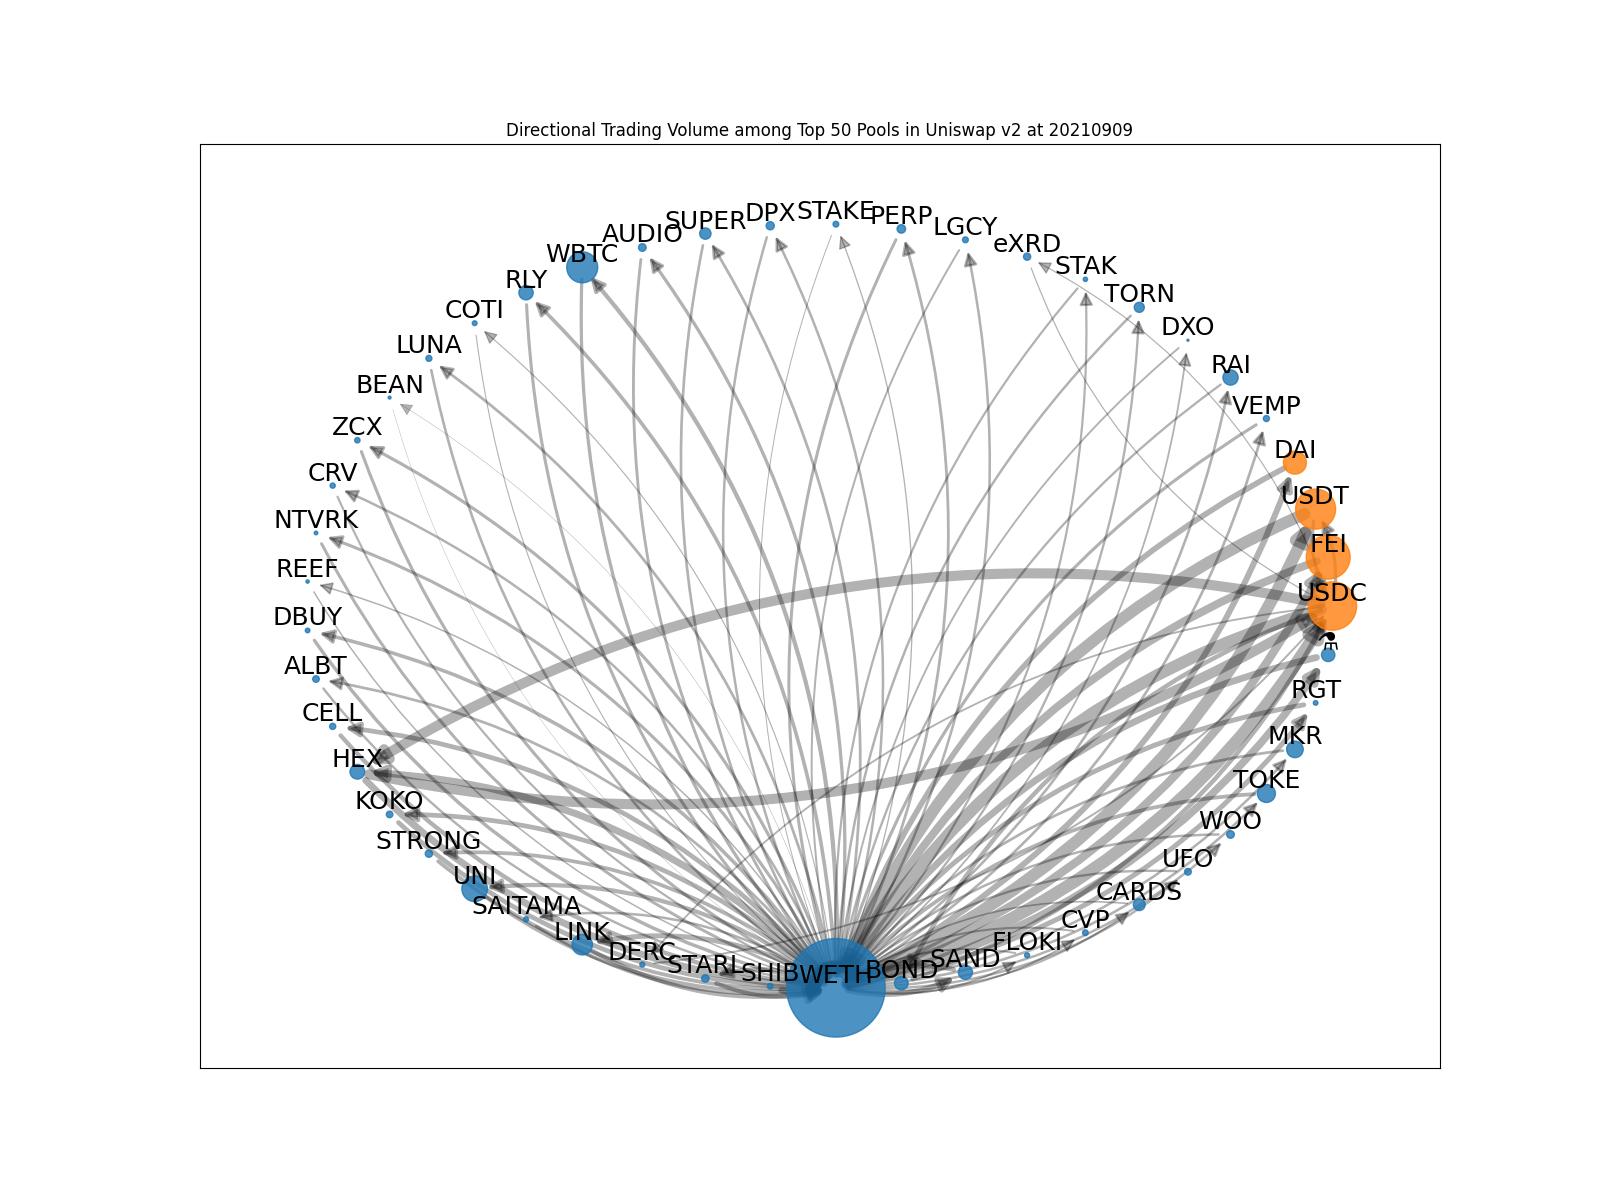 Directional Trading Volume among Top 50 Pools in Uniswap v2 at 20210909
STAKE
DPX
PERP
SUPER
LGCY
AUDIO
eXRD
WBTC
STAK
RLY
TORN
COTI
DXO
LUNA
RAI
BEAN
VEMP
ZCX
DAI
CRV
USDT
NTVRK
FEI
REEF
USDC
DBUY
⚗
ALBT
RGT
CELL
MKR
HEX
TOKE
KOKO
WOO
STRONG
UFO
UNI
CARDS
SAITAMA
CVP
LINK
FLOKI
DERC
SAND
STARL
BOND
SHIB
WETH